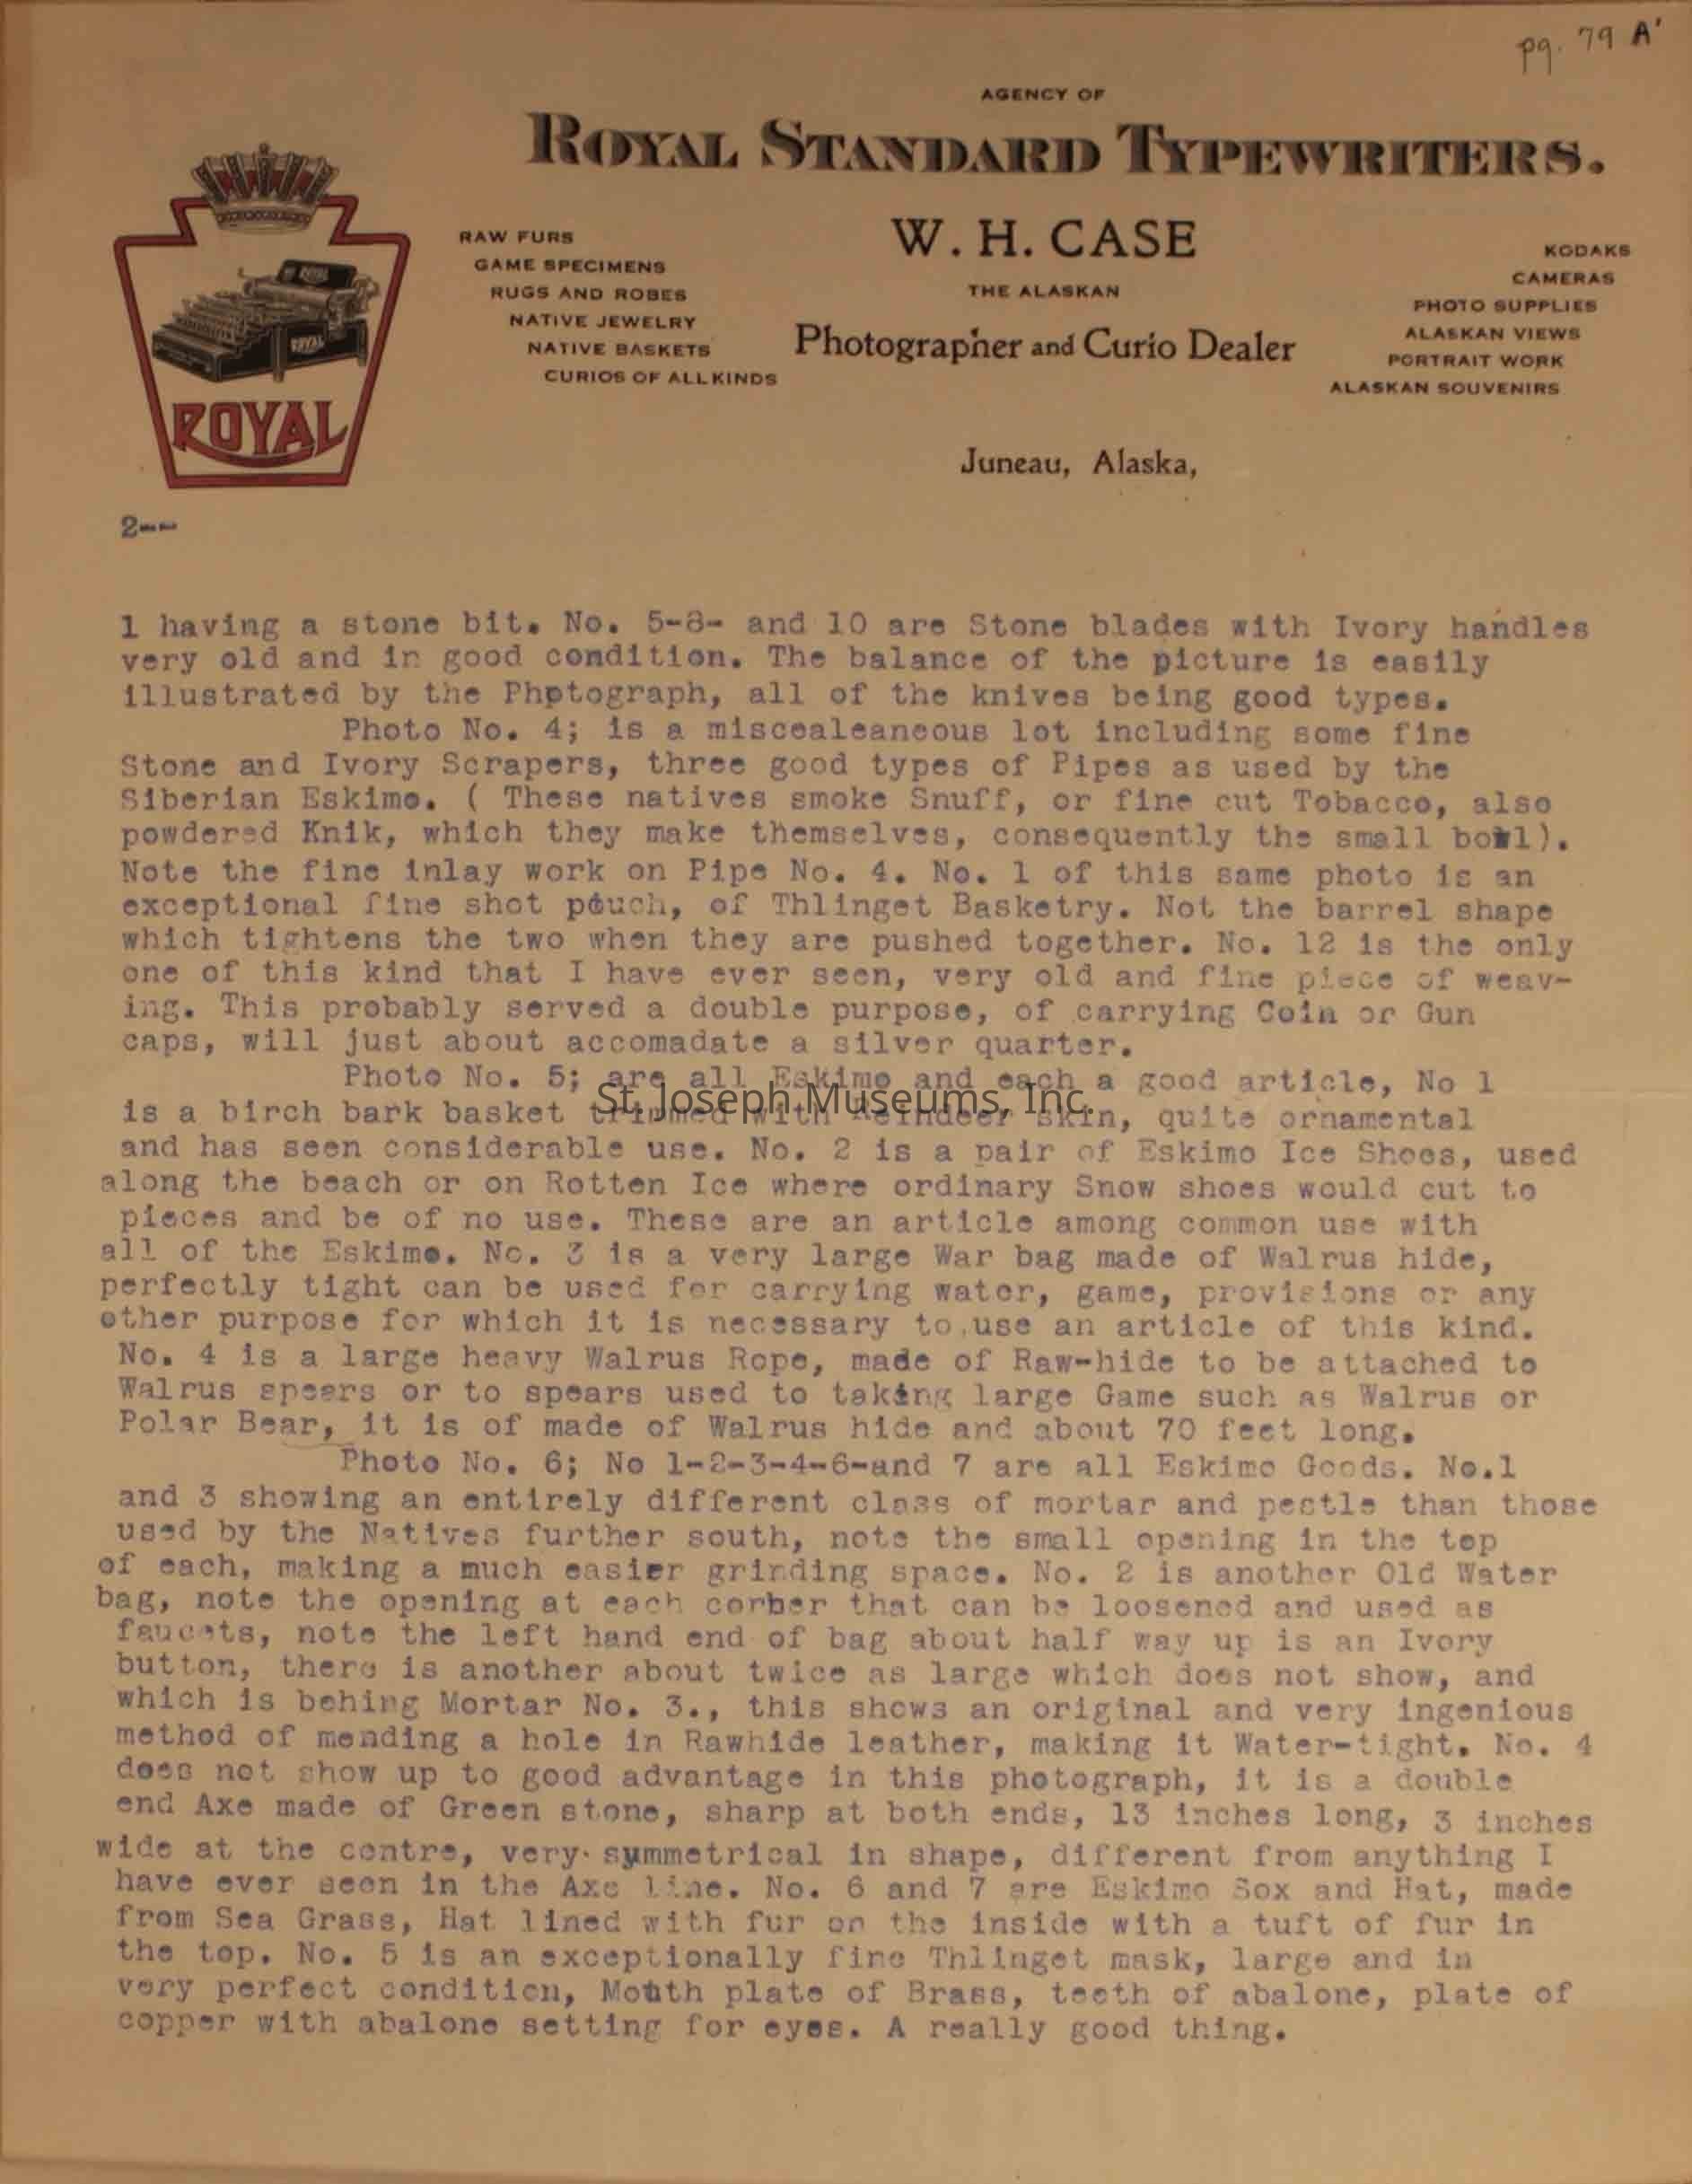 pg. 79 A'
AGENCY OF
ROYAL STANDARD TYPEWRITERS.
W. H. CASE
THE ALASKAN
Photographer and Curio Dealer
RAW FURS
GAME SPECIMENS
RUGS AND ROBES
NATIVE JEWELRY
NATIVE BASKETS
CURIOS OF ALL KINDS
KODAKS
CAMERAS
PHOTO SUPPLIES
ALASKAN VIEWS
PORTRAIT WORK
ALASKAN SOUVENIRS
ROYAL
ROYAL
ROYAL
Juneau, Alaska,
2---
1 having a stone bit. No. 5-8- and 10 are Stone blades with Ivory handles
very old and in good condition. The balance of the picture is easily
illustrated by the Photograph, all of the knives being good types.
Photo No. 4; is a miscealeaneous lot including some fine
Stone and Ivory Scrapers, three good types of Pipes as used by the
Siberian Eskimo. ( These natives smoke Snuff, or fine cut Tobacco, also
powdered Knik, which they make themselves, consequently the small bowl).
Note the fine inlay work on Pipe No. 4. No. 1 of this same photo is an
exceptional fine shot pouch, of Thlinget Basketry. Not the barrel shape
which tightens the two when they are pushed together. No. 12 is the only
one of this kind that I have ever seen, very old and fine piece of weav-
ing. This probably served a double purpose, of carrying Coin or Gun
caps, will just about accomadate a silver quarter.
Photo No. 5; are all Eskimo and each a good article, No 1
St. Joseph Museums, Inc.
is a birch bark basket trimmed with Reindeer skin, quite ornamental
and has seen considerable use. No. 2 is a pair of Eskimo Ice Shoes, used
along the beach or on Rotten Ice where ordinary Snow shoes would cut to
pieces and be of no use. These are an article among common use with
all of the Eskimo. No. 3 is a very large War bag made of Walrus hide,
perfectly tight can be used for carrying water, game, provisions or any
other purpose for which it is necessary to use an article of this kind.
No. 4 is a large heavy Walrus Rope, made of Raw-hide to be attached to
Walrus spears or to spears used to taking large Game such as Walrus or
Polar Bear, it is of made of Walrus hide and about 70 feet long.
Photo No. 6; No 1-2-3-4-6-and 7 are all Eskimo Goods. No.1
and 3 showing an entirely different class of mortar and pestle than those
used by the Natives further south, note the small opening in the top
of each, making a much easier grinding space. No. 2 is another Old Water
bag, note the opening at each corber that can be loosened and used as
faucets, note the left hand end of bag about half way up is an Ivory
button, there is another about twice as large which does not show, and
which is behing Mortar No. 3., this shows an original and very ingenious
method of mending a hole in Rawhide leather, making it Water-tight. No. 4
does not show up to good advantage in this photograph, it is a double
end Axe made of Green stone, sharp at both ends, 13 inches long, 3 inches
wide at the centre, very symmetrical in shape, different from anything I
have ever seen in the Axe line. No. 6 and 7 are Eskimo Sox and Hat, made
from Sea Grass, Hat lined with fur on the inside with a tuft of fur in
the top. No. 5 is an exceptionally fine Thlinget mask, large and in
very perfect condition, Mouth plate of Brass, teeth of abalone, plate of
copper with abalone setting for eyes. A really good thing.